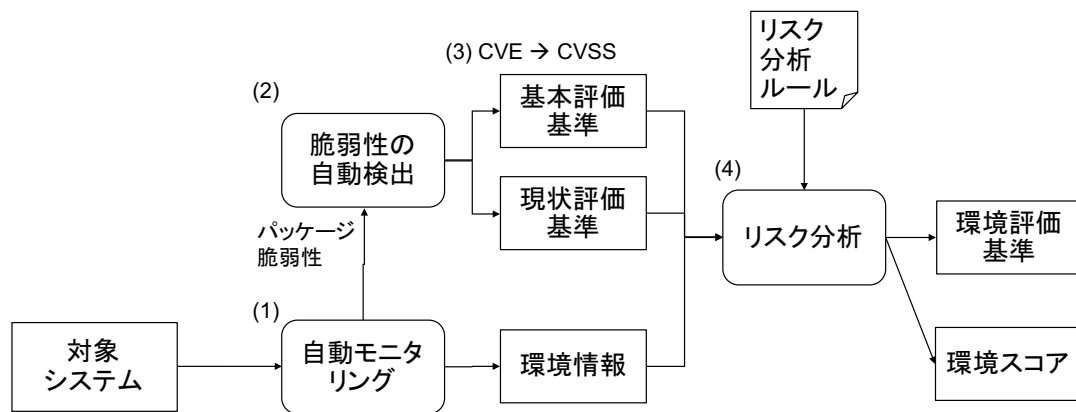 リスク
分析
ルール
(3) CVE → CVSS
(2)
基本評価
基準
脆弱性の
自動検出
(4)
現状評価
基準
リスク分析
環境評価
基準
パッケージ
脆弱性
(1)
対象
システム
自動モニタ
リング
環境情報
環境スコア